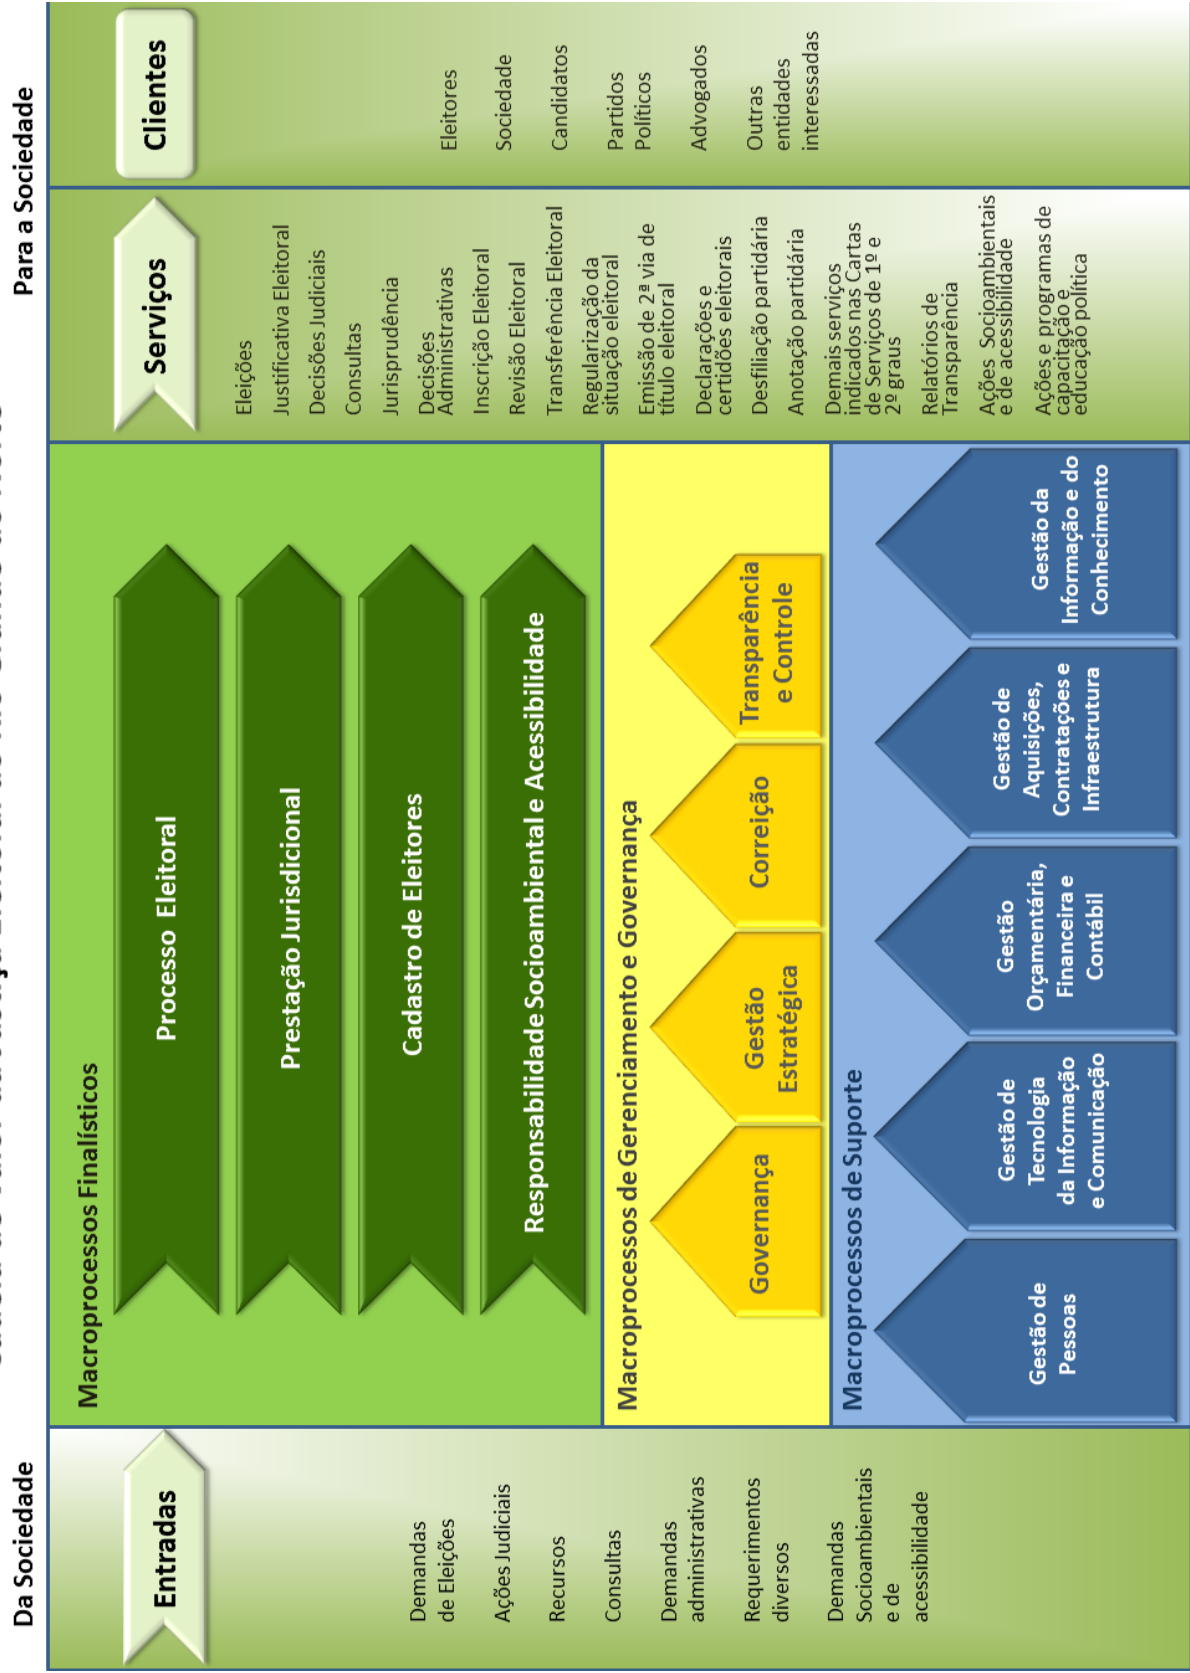 Da Sociedade
Para a Sociedade
Entradas
Demandas
de Eleições
Ações Judiciais
Recursos
Consultas
Demandas
administrativas
Requerimentos
diversos
Demandas
Socioambientais
e de
acessibilidade
Macroprocessos Finalísticos
Processo Eleitoral
Prestação Jurisdicional
Cadastro de Eleitores
Responsabilidade Socioambiental e Acessibilidade
Macroprocessos de Gerenciamento e Governança
Governança
Gestão
Estratégica
Correição
Transparência
e Controle
Macroprocessos de Suporte
Gestão de
Pessoas
Gestão de
Tecnologia
da Informação
e Comunicação
Gestão
Orçamentária,
Financeira e
Contábil
Gestão de
Aquisições,
Contratações e
Infraestrutura
Gestão da
Informação e do
Conhecimento
Serviços
Eleições
Justificativa Eleitoral
Decisões Judiciais
Consultas
Jurisprudência
Decisões
Administrativas
Inscrição Eleitoral
Revisão Eleitoral
Transferência Eleitoral
Regularização da
situação eleitoral
Emissão de 2ª via de
título eleitoral
Declarações e
certidões eleitorais
Desfiliação partidária
Anotação partidária
Demais serviços
indicados nas Cartas
de Serviços de 1º e
2º graus
Relatórios de
Transparência
Ações Socioambientais
e de acessibilidade
Ações e programas de
capacitação e
educação política
Clientes
Eleitores
Sociedade
Candidatos
Partidos
Políticos
Advogados
Outras
entidades
interessadas